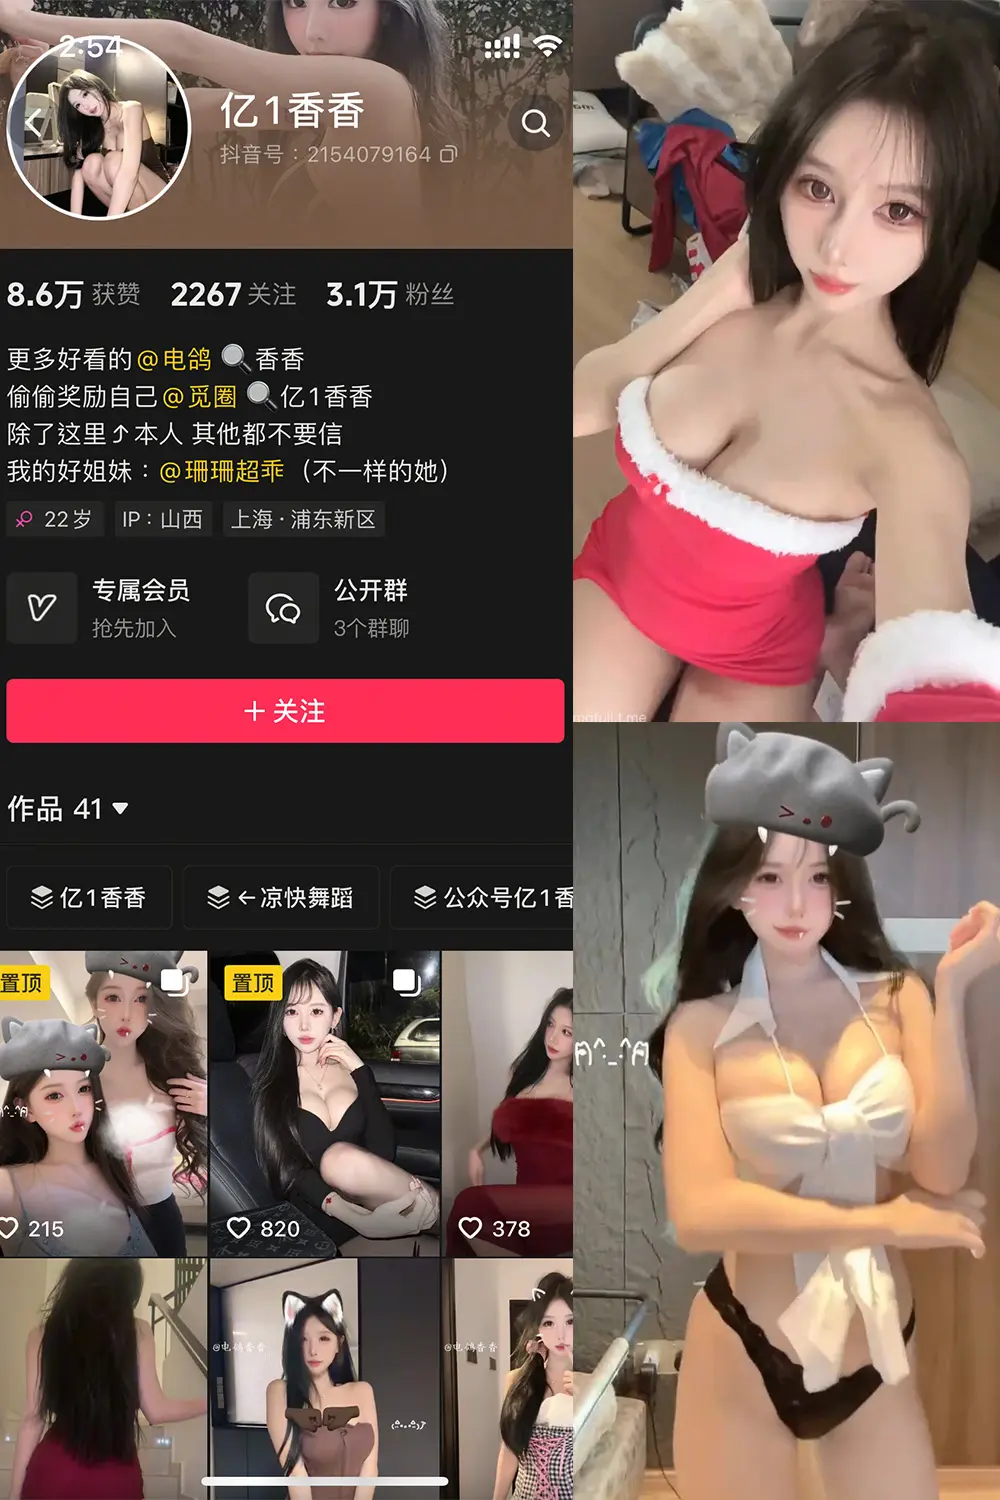 2:54
亿1香香
抖音号：2154079164
8.6万 获赞 2267 关注 3.1万 粉丝
更多好看的@电鸽 🔍香香
偷偷奖励自己@觅圈 🔍亿1香香
除了这里⤴本人 其他都不要信
我的好姐妹：@珊珊超乖（不一样的她）
♀ 22岁 IP：山西 上海·浦东新区
专属会员 公开群
抢先加入 3个群聊
＋关注
作品 41
亿1香香 ←凉快舞蹈 公众号亿1香
置顶 置顶
215 820 378
@电鸽香香 @电鸽香香
mofuli.t.me